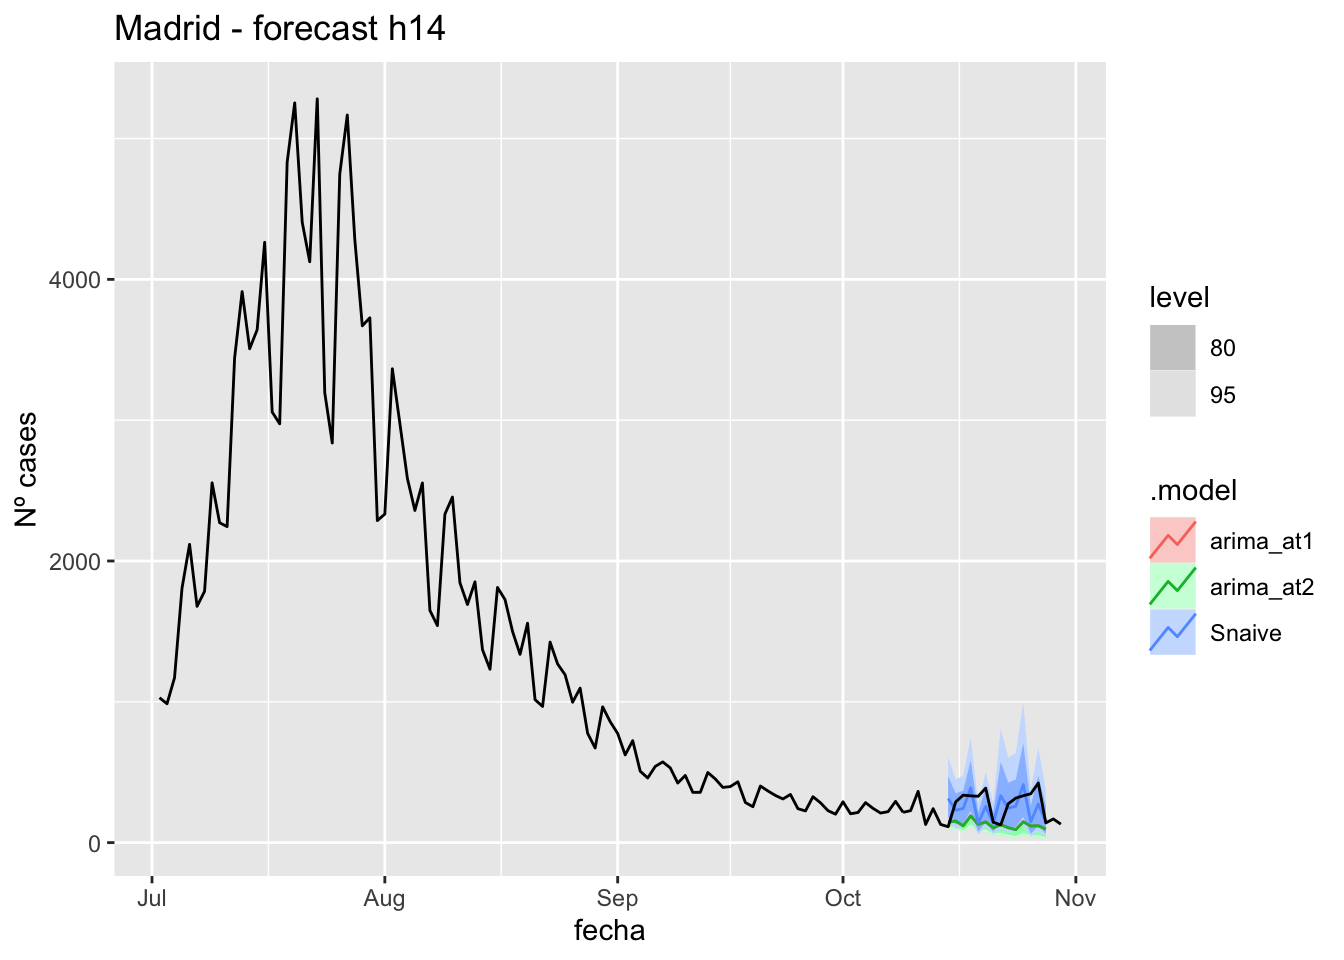 Madrid - forecast h14
Nº cases
4000
2000
0
Jul
Aug
Sep
Oct
Nov
fecha
level
80
95
.model
arima_at1
arima_at2
Snaive